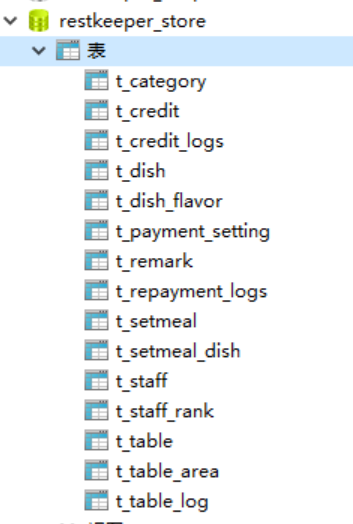 restkeeper_store
表
t_category
t_credit
t_credit_logs
t_dish
t_dish_flavor
t_payment_setting
t_remark
t_repayment_logs
t_setmeal
t_setmeal_dish
t_staff
t_staff_rank
t_table
t_table_area
t_table_log